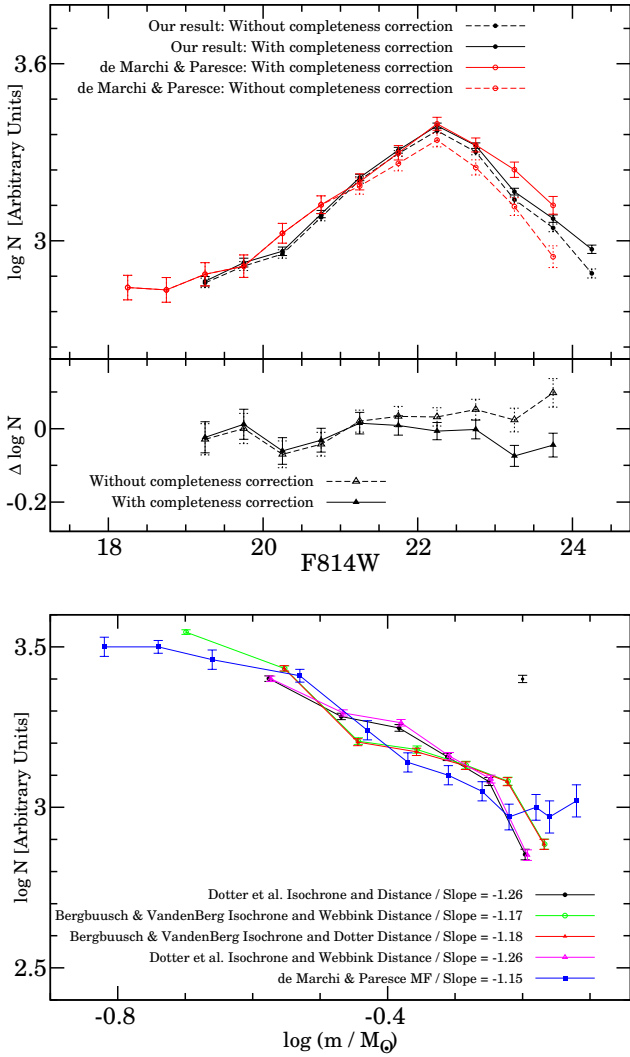 Our result: Without completeness correction
Our result: With completeness correction
de Marchi & Paresce: With completeness correction
de Marchi & Paresce: Without completeness correction
3.6
3
log N [Arbitrary Units]
0
-0.2
Δ log N
Without completeness correction
With completeness correction
18
20
22
24
F814W
3.5
3
2.5
log N [Arbitrary Units]
Dotter et al. Isochrone and Distance / Slope = -1.26
Bergbuusch & VandenBerg Isochrone and Webbink Distance / Slope = -1.17
Bergbuusch & VandenBerg Isochrone and Dotter Distance / Slope = -1.18
Dotter et al. Isochrone and Webbink Distance / Slope = -1.26
de Marchi & Paresce MF / Slope = -1.15
-0.8
-0.4
log (m / M⊙)